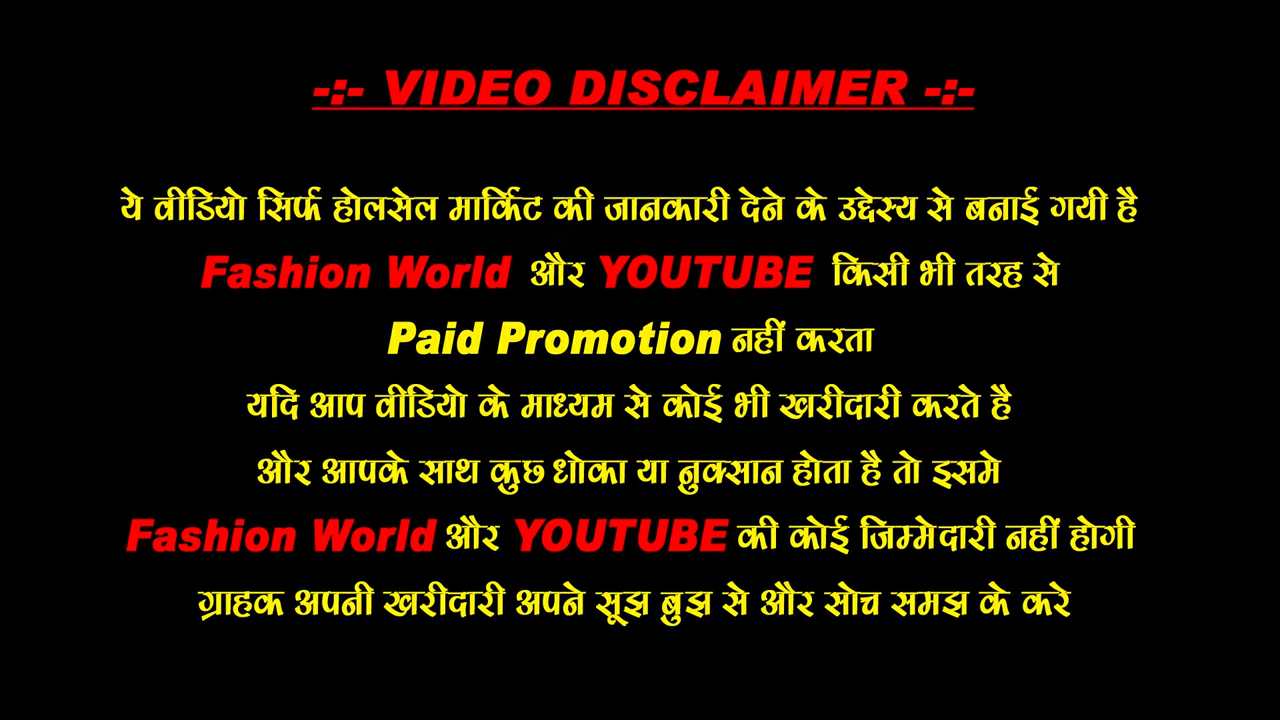 -:- VIDEO DISCLAIMER -:-
ये वीडियो सिर्फ होलसेल मार्किट की जानकारी देने के उद्देस्य से बनाई गयी है
Fashion World और YOUTUBE किसी भी तरह से
Paid Promotion नहीं करता
यदि आप वीडियो के माध्यम से कोई भी खरीदारी करते है
और आपके साथ कुछ धोका या नुक्सान होता है तो इसमे
Fashion World और YOUTUBE की कोई जिम्मेदारी नहीं होगी
ग्राहक अपनी खरीदारी अपने सूझ बुझ से और सोच समझ के करे